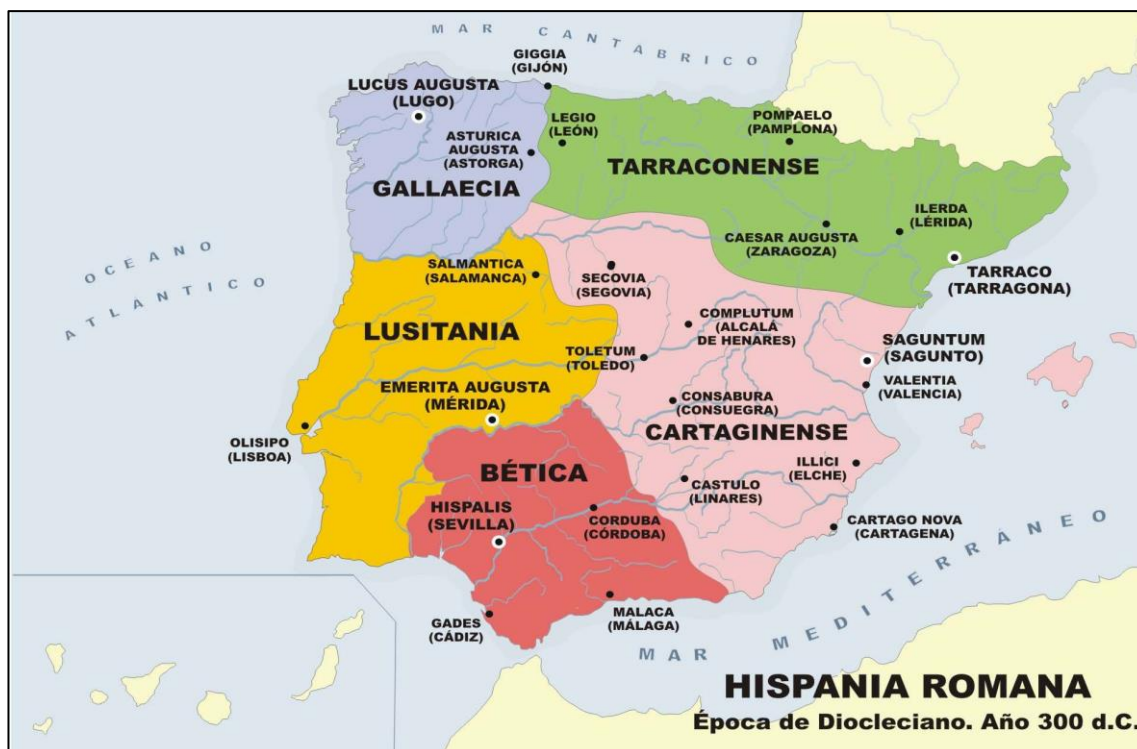 MAR CANTÁBRICO
GIGGIA
(GIJÓN)
LUCUS AUGUSTA
(LUGO)
LEGIO
(LEÓN)
POMPAELO
(PAMPLONA)
ASTURICA
AUGUSTA
(ASTORGA)
TARRACONENSE
GALLAECIA
ILERDA
(LÉRIDA)
CAESAR AUGUSTA
(ZARAGOZA)
OCEANO
ATLÁNTICO
SALMANTICA
(SALAMANCA)
SECOVIA
(SEGOVIA)
TARRACO
(TARRAGONA)
LUSITANIA
COMPLUTUM
(ALCALÁ
DE HENARES)
TOLETUM
(TOLEDO)
SAGUNTUM
(SAGUNTO)
EMERITA AUGUSTA
(MÉRIDA)
CONSABURA
(CONSUEGRA)
VALENTIA
(VALENCIA)
OLISIPO
(LISBOA)
CARTAGINENSE
BÉTICA
ILLICI
(ELCHE)
CASTULO
(LINARES)
HISPALIS
(SEVILLA)
CORDUBA
(CÓRDOBA)
CARTAGO NOVA
(CARTAGENA)
GADES
(CÁDIZ)
MALACA
(MÁLAGA)
MAR MEDITERRÁNEO
HISPANIA ROMANA
Época de Diocleciano. Año 300 d.C.